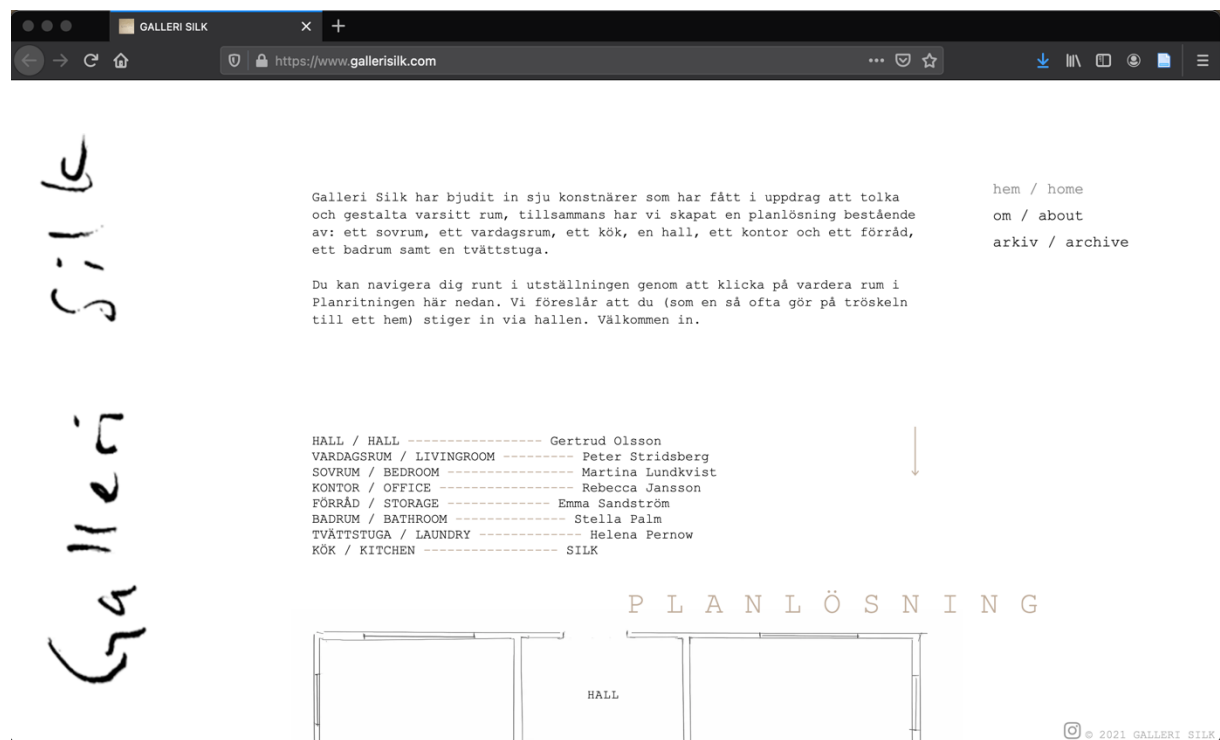 GALLERI SILK
https://www.gallerisilk.com
Galleri Silk
Galleri Silk har bjudit in sju konstnärer som har fått i uppdrag att tolka
och gestalta varsitt rum, tillsammans har vi skapat en planlösning bestående
av: ett sovrum, ett vardagsrum, ett kök, en hall, ett kontor och ett förråd,
ett badrum samt en tvättstuga.
Du kan navigera dig runt i utställningen genom att klicka på vardera rum i
Planritningen här nedan. Vi föreslår att du (som en så ofta gör på tröskeln
till ett hem) stiger in via hallen. Välkommen in.
hem / home
om / about
arkiv / archive
HALL / HALL ----------------- Gertrud Olsson
VARDAGSRUM / LIVINGROOM --------- Peter Stridsberg
SOVRUM / BEDROOM ---------------- Martina Lundkvist
KONTOR / OFFICE ----------------- Rebecca Jansson
FÖRRÅD / STORAGE ------------- Emma Sandström
BADRUM / BATHROOM -------------- Stella Palm
TVÄTTSTUGA / LAUNDRY ------------- Helena Pernow
KÖK / KITCHEN ----------------- SILK
PLANLÖSNING
HALL
© 2021 GALLERI SILK